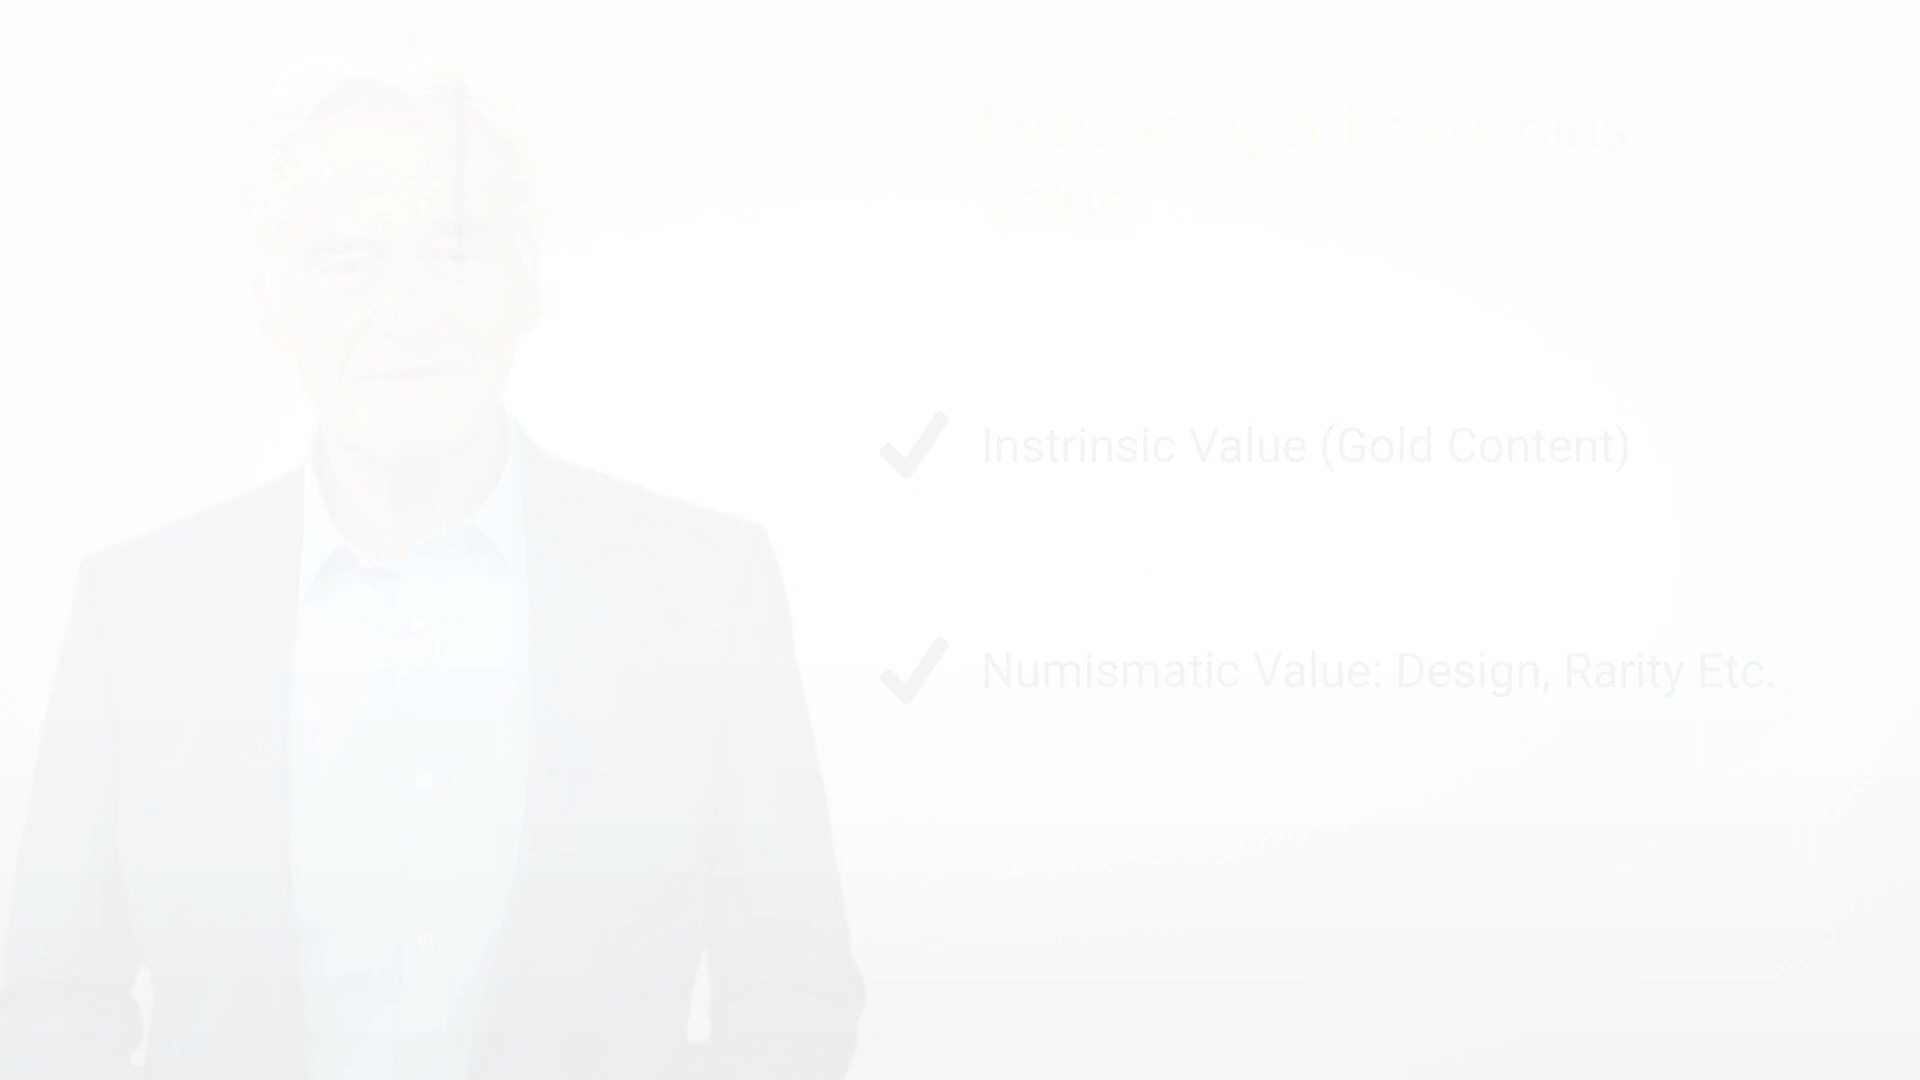 Evaluating Buffalo Coins
Value
Instrinsic Value (Gold Content)
Numismatic Value: Design, Rarity Etc.